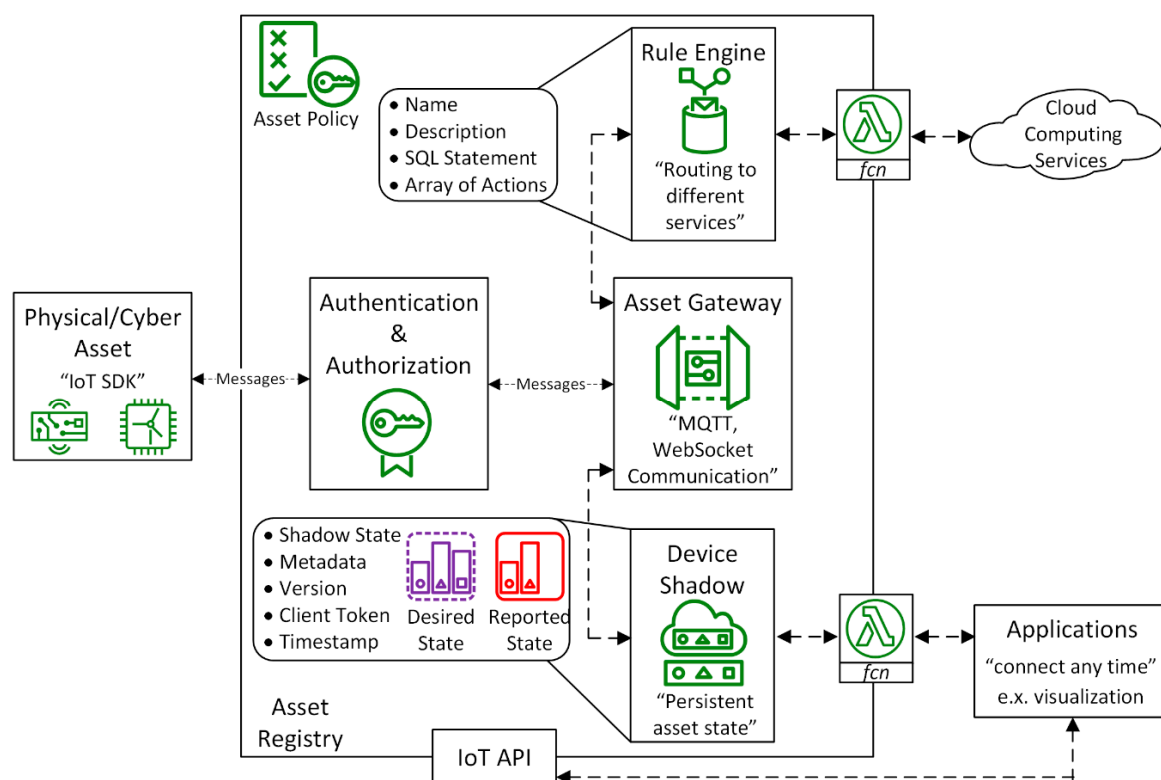 Asset Policy
• Name
• Description
• SQL Statement
• Array of Actions
Rule Engine
“Routing to
different
services”
fcn
Cloud
Computing
Services
Physical/Cyber
Asset
“IoT SDK”
Messages
Authentication
&
Authorization
Messages
Asset Gateway
“MQTT,
WebSocket
Communication”
• Shadow State
• Metadata
• Version
• Client Token
• Timestamp
Desired
State
Reported
State
Device
Shadow
“Persistent
asset state”
fcn
Applications
“connect any time”
e.x. visualization
Asset
Registry
IoT API